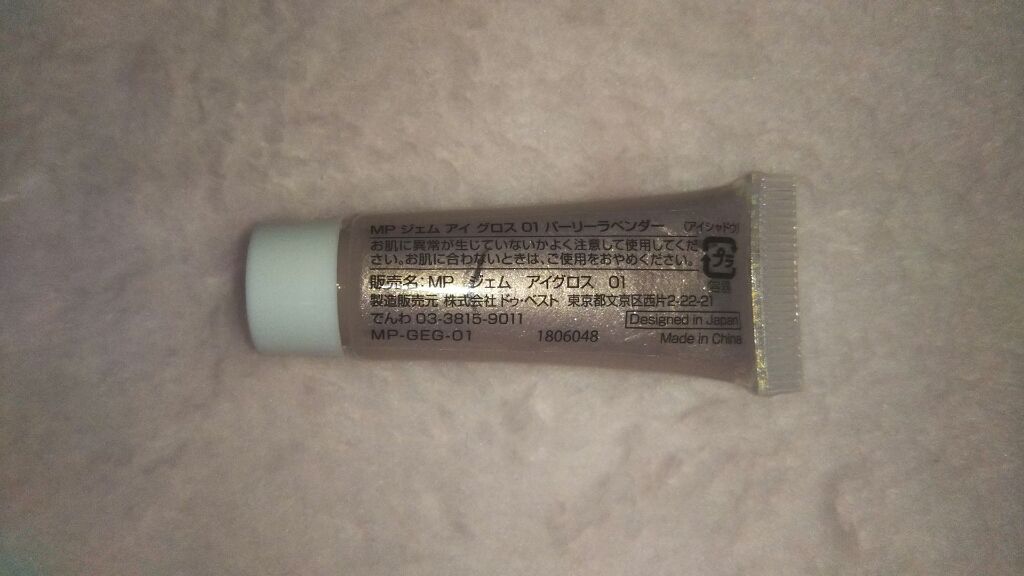 MP ジェム アイ グロス 01 パーリーラベンダー (アイシャドウ)
お肌に異常が生じていないかよく注意して使用してくだ
さい。お肌に合わないときは、ご使用をおやめください。
プラ
容器
販売名:MP ジェム アイグロス 01
製造販売元 株式会社 ドゥ・ベスト 東京都文京区西片2-22-21
でんわ 03-3815-9011
Designed in Japan
MP-GEG-01 1806048 Made in China